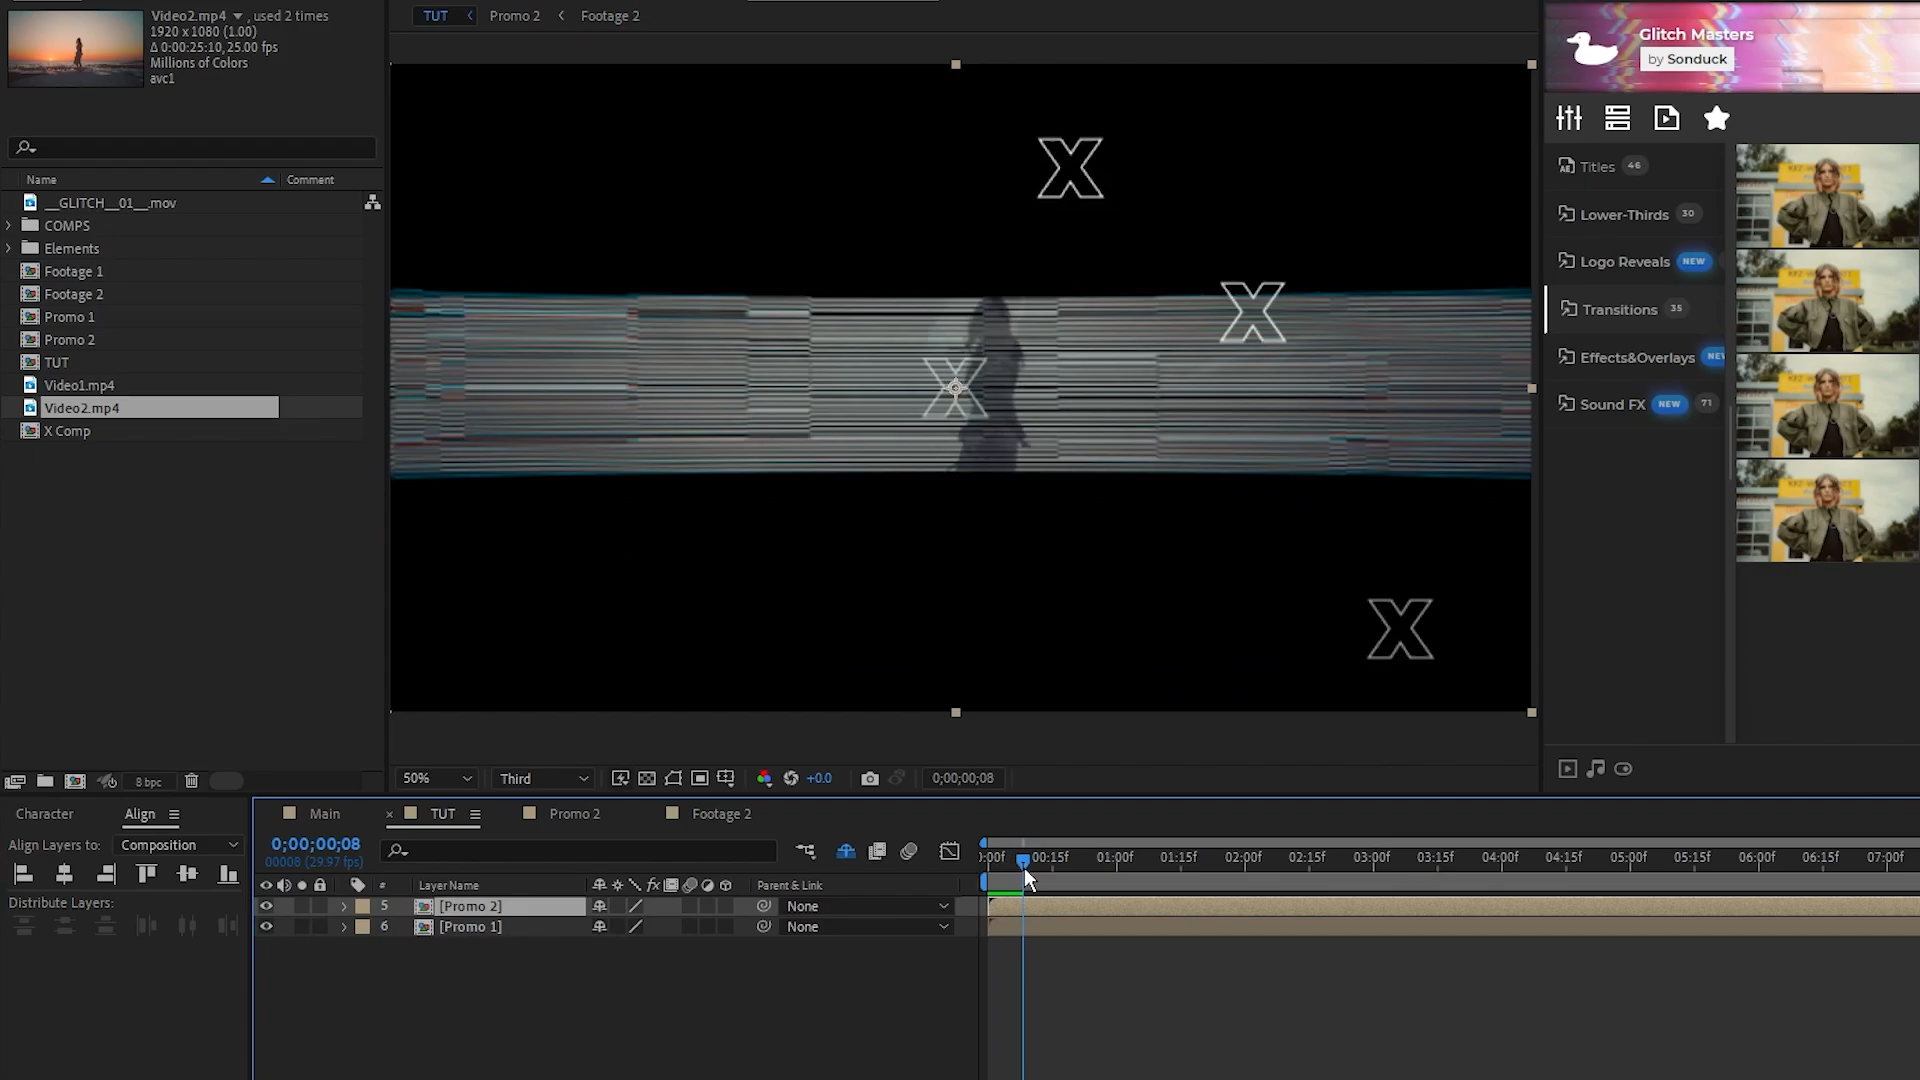 Video2.mp4 ▼ , used 2 times
1920 x 1080 (1.00)
Δ 0:00:25:10, 25.00 fps
Millions of Colors
avc1
Name
Comment
__GLITCH__01__.mov
COMPS
Elements
Footage 1
Footage 2
Promo 1
Promo 2
TUT
Video1.mp4
Video2.mp4
X Comp
8 bpc
TUT
Promo 2
Footage 2
X
X
X
X
50%
Third
+0.0
0;00;00;08
Glitch Masters
by Sonduck
Titles 46
Lower-Thirds 30
Logo Reveals NEW
Transitions 35
Effects&Overlays
Sound FX NEW 71
Character
Align
Align Layers to: Composition
Distribute Layers:
Main
TUT
Promo 2
Footage 2
0;00;00;08
00008 (29.97 fps)
# Layer Name
fx
Parent & Link
5 [Promo 2] None
6 [Promo 1] None
:00f 00:15f 01:00f 01:15f 02:00f 02:15f 03:00f 03:15f 04:00f 04:15f 05:00f 05:15f 06:00f 06:15f 07:00f